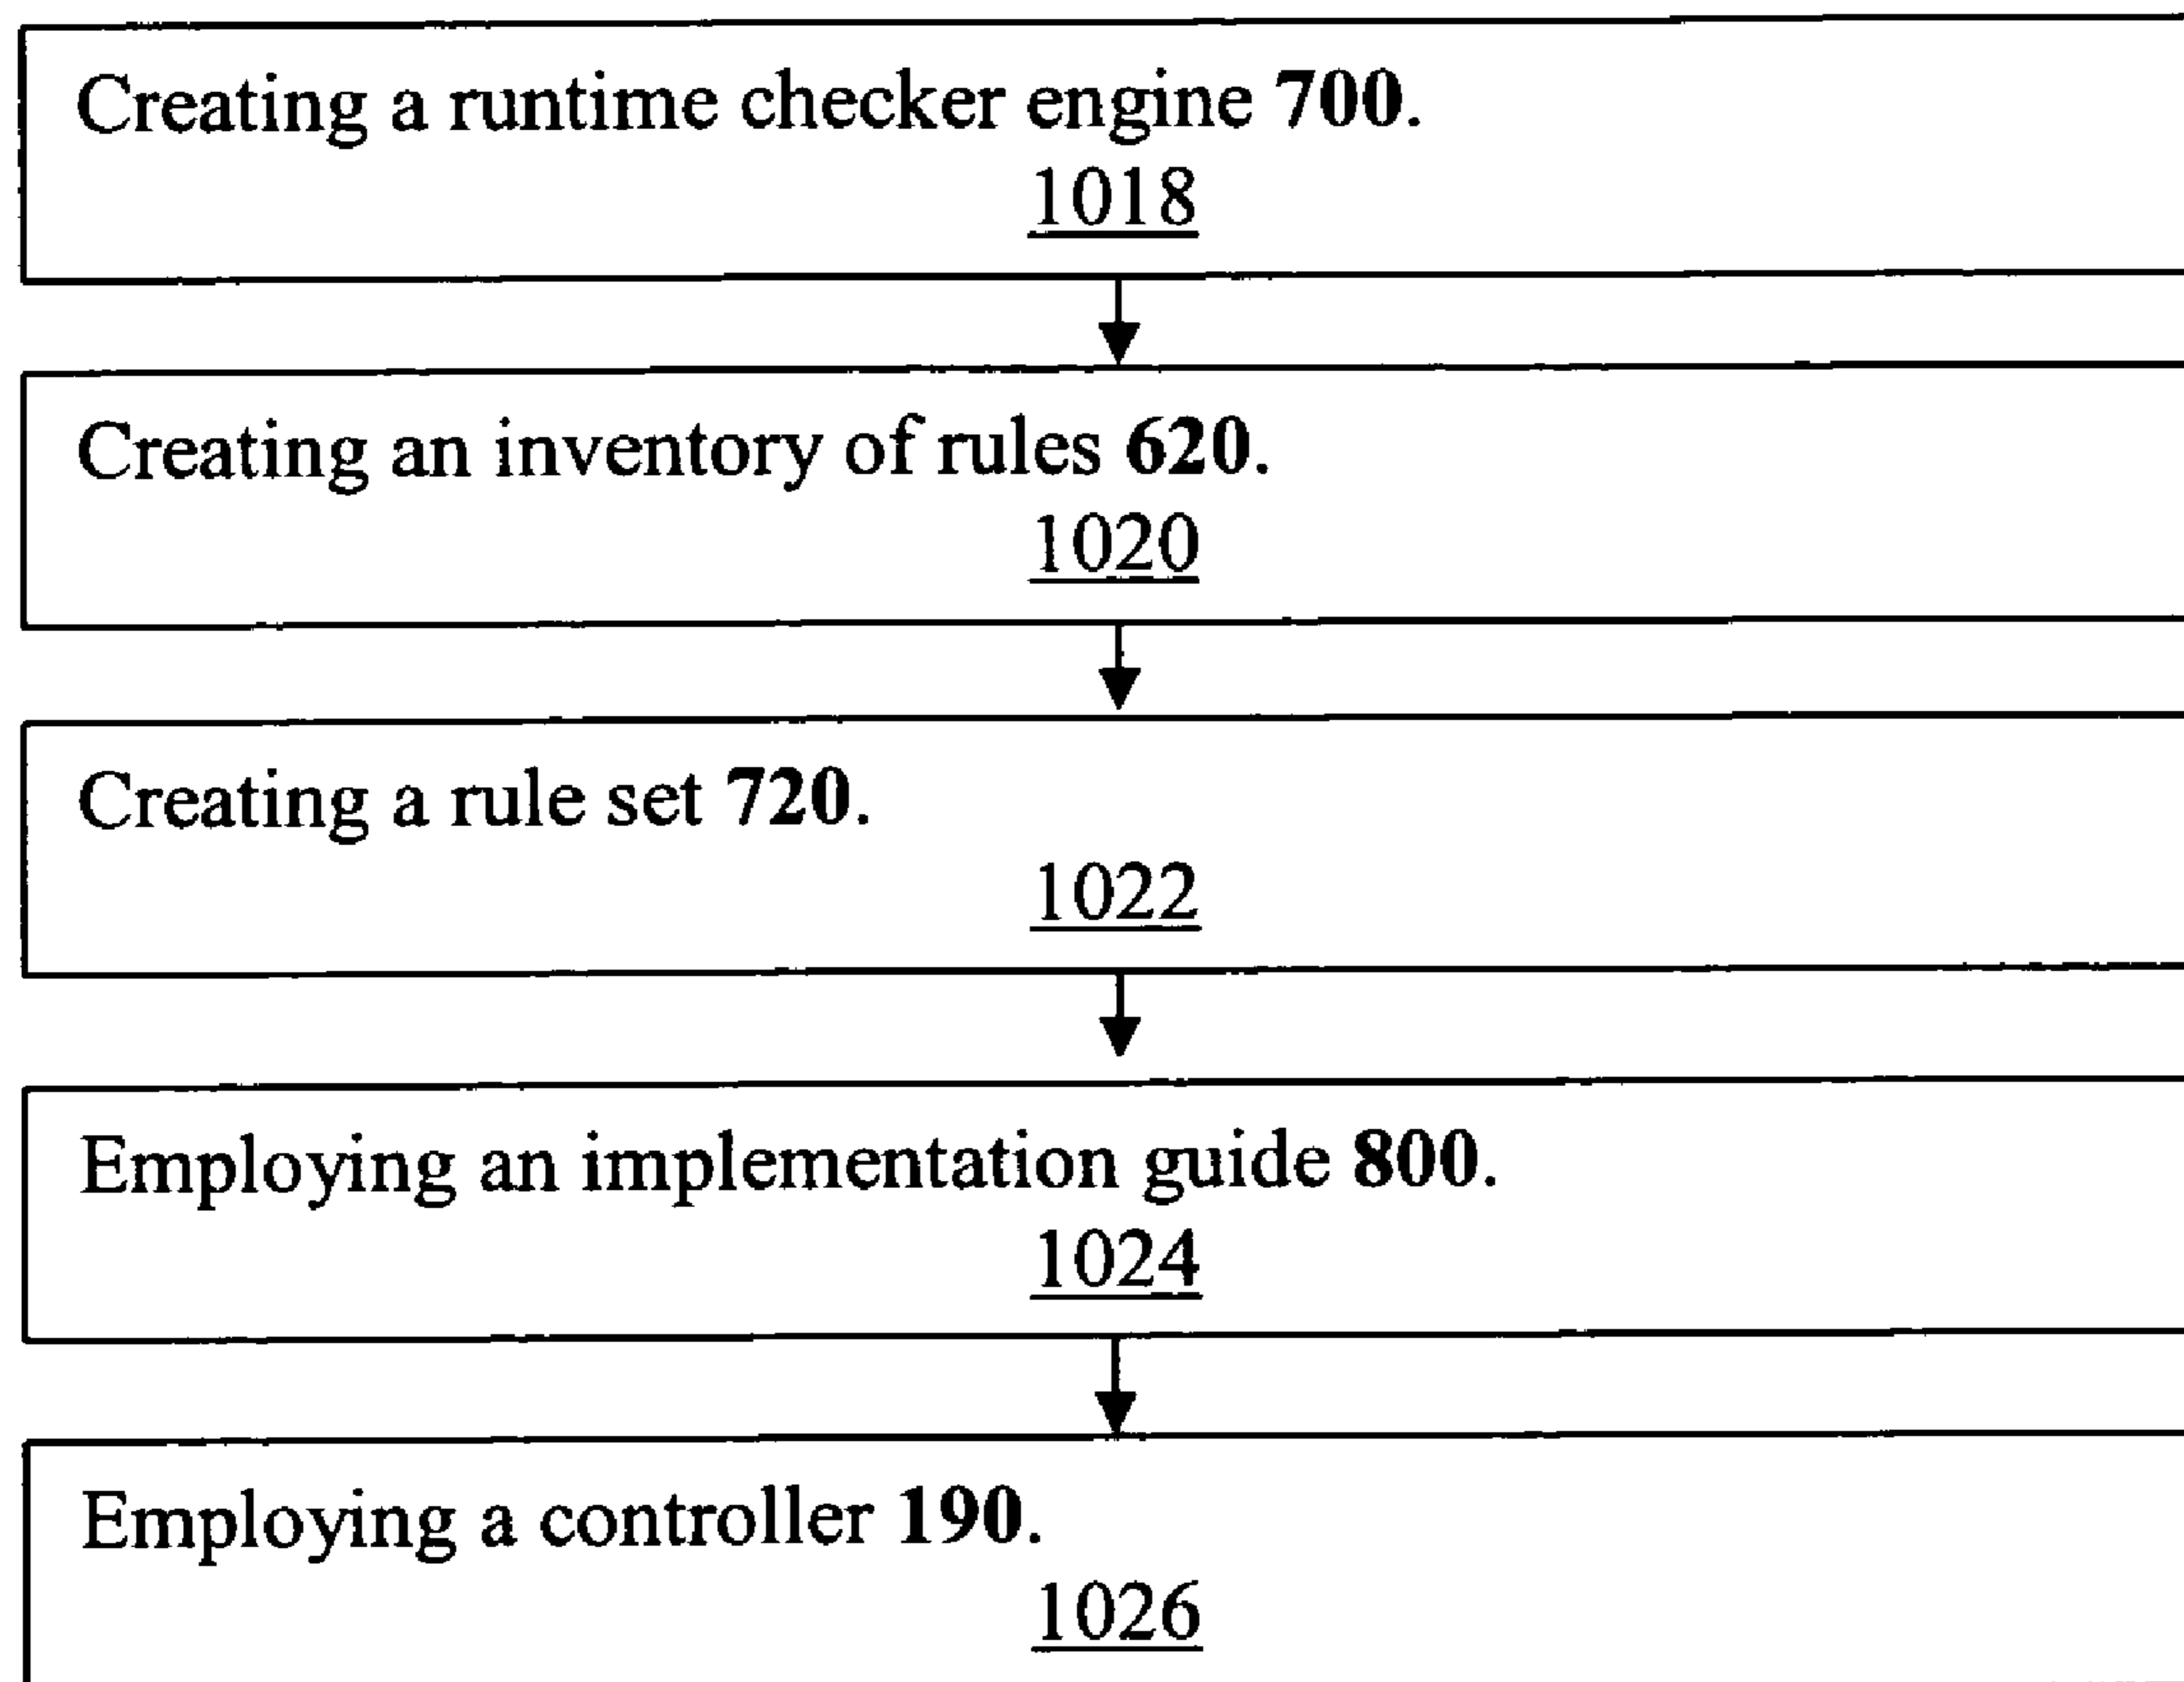 Creating a runtime checker engine 700.
1018
Creating an inventory of rules 620.
1020
Creating a rule set 720.
1022
Employing an implementation guide 800.
1024
Employing a controller 190.
1026